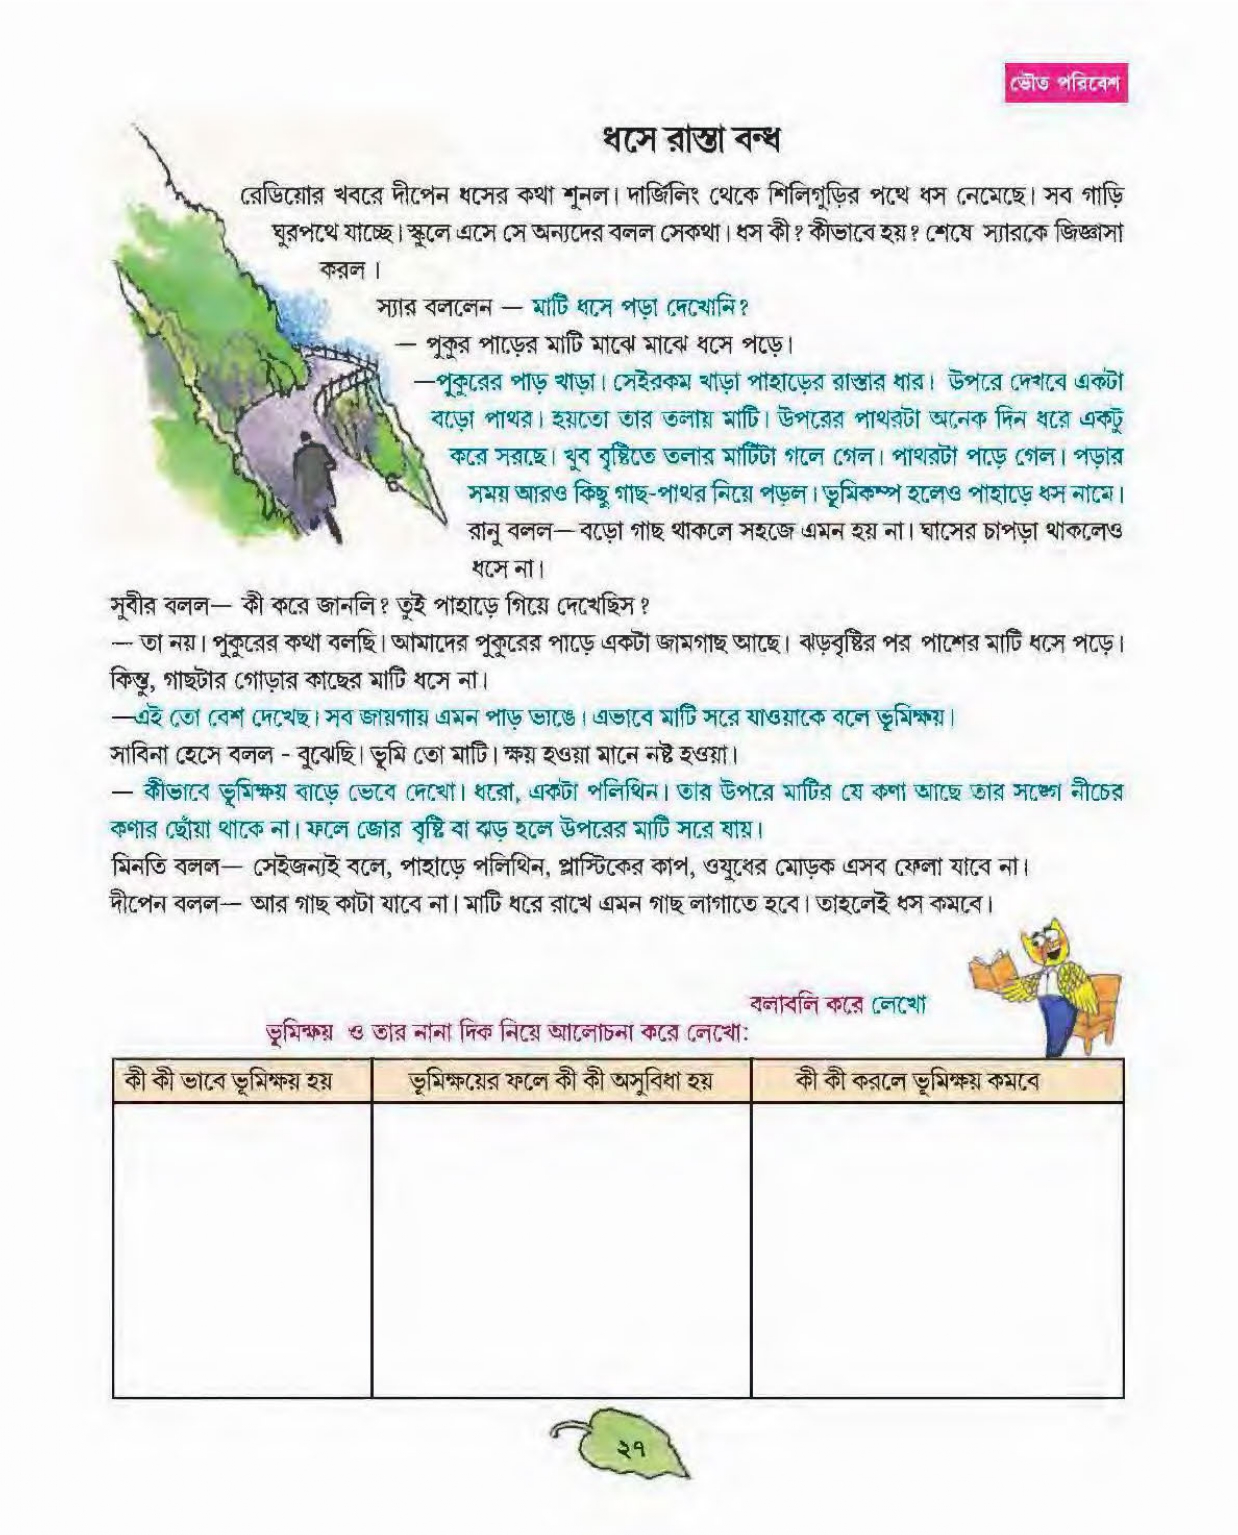 ভৌত পরিবেশ
ধসে রাস্তা বন্ধ
রেডিয়োর খবরে দীপেন ধসের কথা শুনল। দার্জিলিং থেকে শিলিগুড়ির পথে ধস নেমেছে। সব গাড়ি
ঘুরপথে যাচ্ছে। স্কুলে এসে সে অন্যদের বলল সেকথা। ধস কী? কীভাবে হয়? শেষে স্যারকে জিজ্ঞাসা
করল।
স্যার বললেন — মাটি ধসে পড়া দেখোনি?
— পুকুর পাড়ের মাটি মাঝে মাঝে ধসে পড়ে।
—পুকুরের পাড় খাড়া। সেইরকম খাড়া পাহাড়ের রাস্তার ধার। উপরে দেখবে একটা
বড়ো পাথর। হয়তো তার তলায় মাটি। উপরের পাথরটা অনেক দিন ধরে একটু
করে সরছে। খুব বৃষ্টিতে তলার মাটিটা গলে গেল। পাথরটা পড়ে গেল। পড়ার
সময় আরও কিছু গাছ-পাথর নিয়ে পড়ল। ভূমিকম্প হলেও পাহাড়ে ধস নামে।
রানু বলল— বড়ো গাছ থাকলে সহজে এমন হয় না। ঘাসের চাপড়া থাকলেও
ধসে না।
সুবীর বলল— কী করে জানলি? তুই পাহাড়ে গিয়ে দেখেছিস?
— তা নয়। পুকুরের কথা বলছি। আমাদের পুকুরের পাড়ে একটা জামগাছ আছে। ঝড়বৃষ্টির পর পাশের মাটি ধসে পড়ে।
কিন্তু, গাছটার গোড়ার কাছের মাটি ধসে না।
—এই তো বেশ দেখেছ। সব জায়গায় এমন পাড় ভাঙে। এভাবে মাটি সরে যাওয়াকে বলে ভূমিক্ষয়।
সাবিনা হেসে বলল - বুঝেছি। ভূমি তো মাটি। ক্ষয় হওয়া মানে নষ্ট হওয়া।
— কীভাবে ভূমিক্ষয় বাড়ে ভেবে দেখো। ধরো, একটা পলিথিন। তার উপরে মাটির যে কণা আছে তার সঙ্গে নীচের
কণার ছোঁয়া থাকে না। ফলে জোর বৃষ্টি বা ঝড় হলে উপরের মাটি সরে যায়।
মিনতি বলল— সেইজন্যই বলে, পাহাড়ে পলিথিন, প্লাস্টিকের কাপ, ওষুধের মোড়ক এসব ফেলা যাবে না।
দীপেন বলল— আর গাছ কাটা যাবে না। মাটি ধরে রাখে এমন গাছ লাগাতে হবে। তাহলেই ধস কমবে।
বলাবলি করে লেখো
ভূমিক্ষয় ও তার নানা দিক নিয়ে আলোচনা করে লেখো:
কী কী ভাবে ভূমিক্ষয় হয়
ভূমিক্ষয়ের ফলে কী কী অসুবিধা হয়
কী কী করলে ভূমিক্ষয় কমবে
২৭